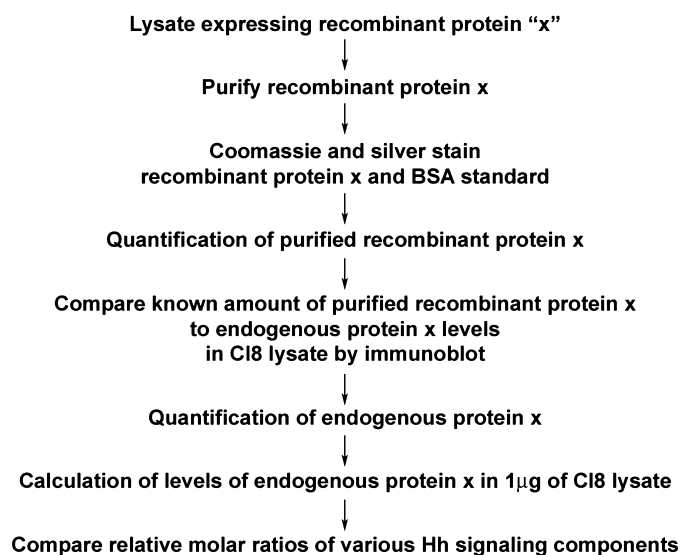 Lysate expressing recombinant protein “x”
Purify recombinant protein x
Coomassie and silver stain
recombinant protein x and BSA standard
Quantification of purified recombinant protein x
Compare known amount of purified recombinant protein x
to endogenous protein x levels
in Cl8 lysate by immunoblot
Quantification of endogenous protein x
Calculation of levels of endogenous protein x in 1μg of Cl8 lysate
Compare relative molar ratios of various Hh signaling components